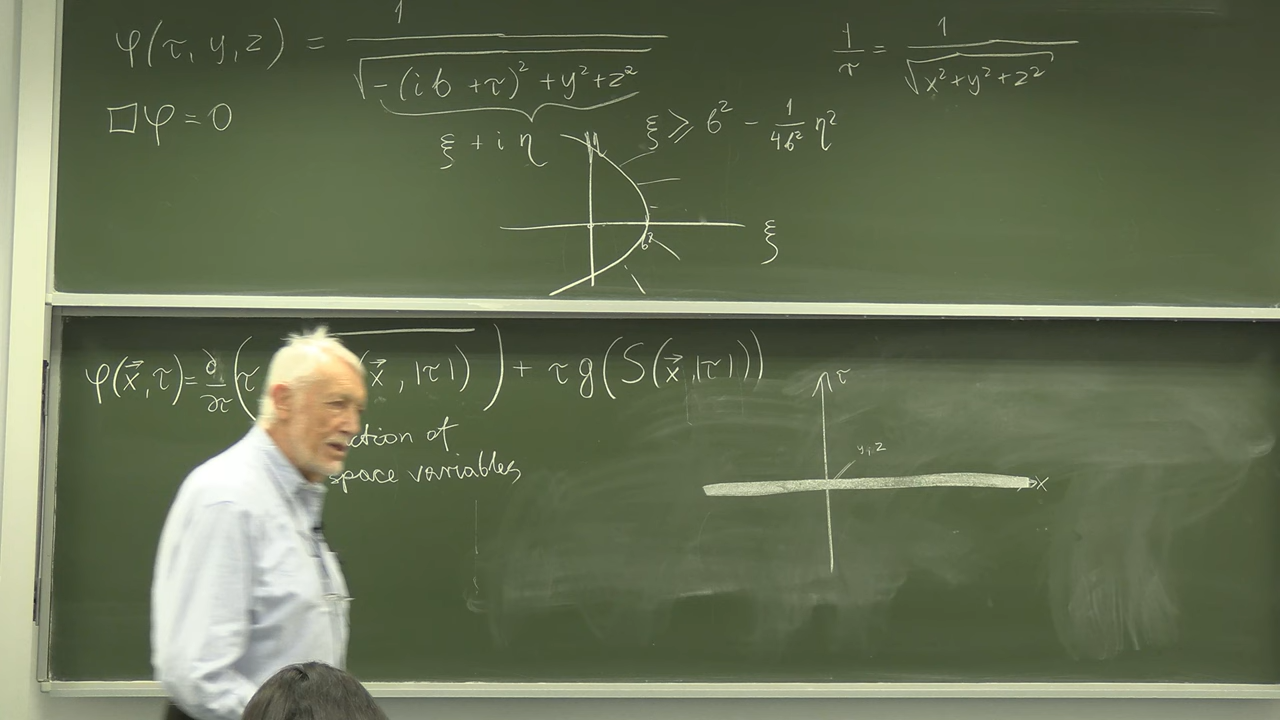 φ(τ, y, z) = 1 / √(-(ib + τ)² + y² + z²)
1/r = 1 / √(x² + y² + z²)
□φ = 0
ξ + iη
ξ ⩾ b² - 1/(4b²) η²
η
b²
ξ
φ(x⃗, τ) = ∂/∂τ (τ x⃗, |τ|)) + τg(S(x⃗, |τ|))
ction of
space variables
τ
y, z
x